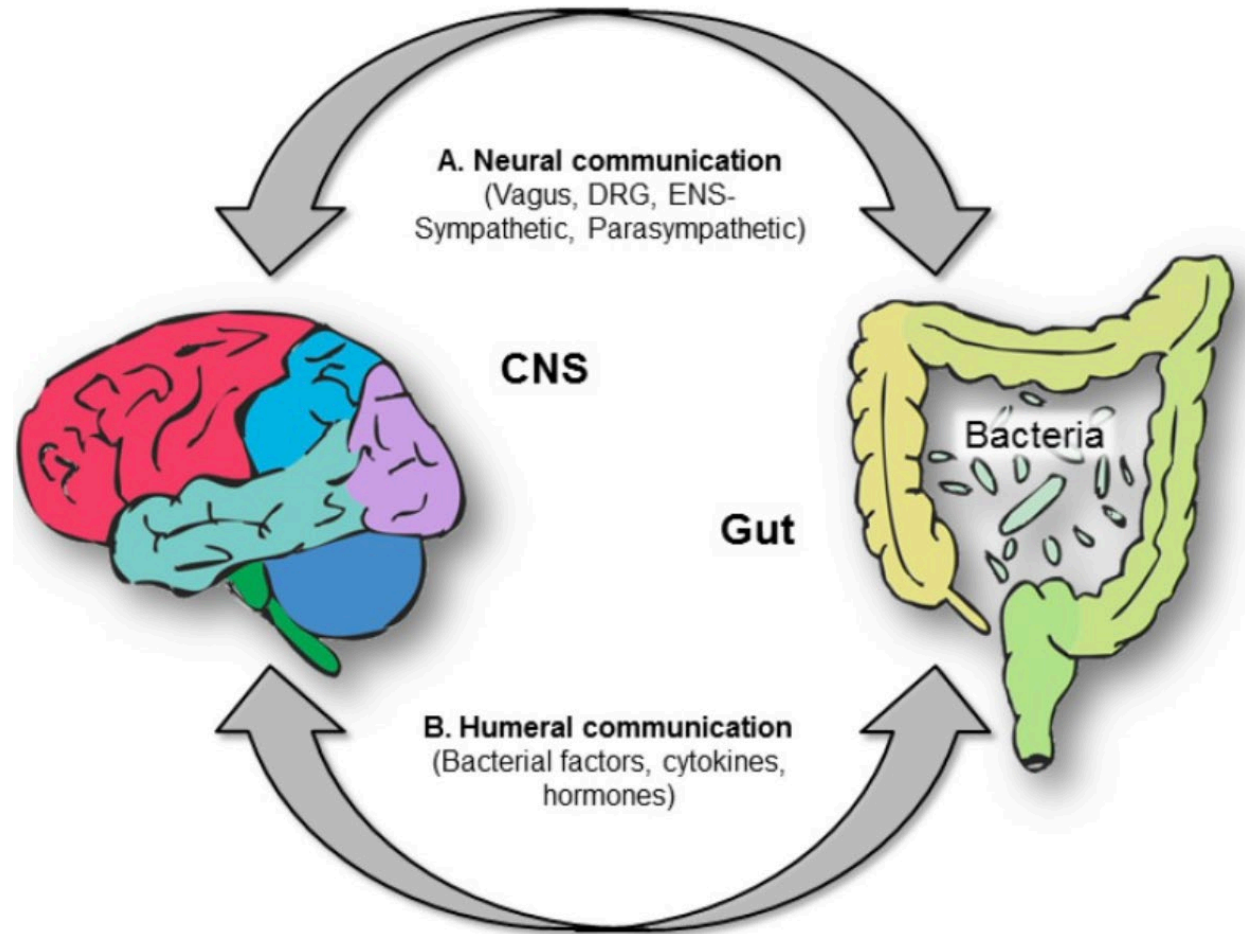 A. Neural communication
(Vagus, DRG, ENS-
Sympathetic, Parasympathetic)
CNS
Bacteria
Gut
B. Humeral communication
(Bacterial factors, cytokines,
hormones)